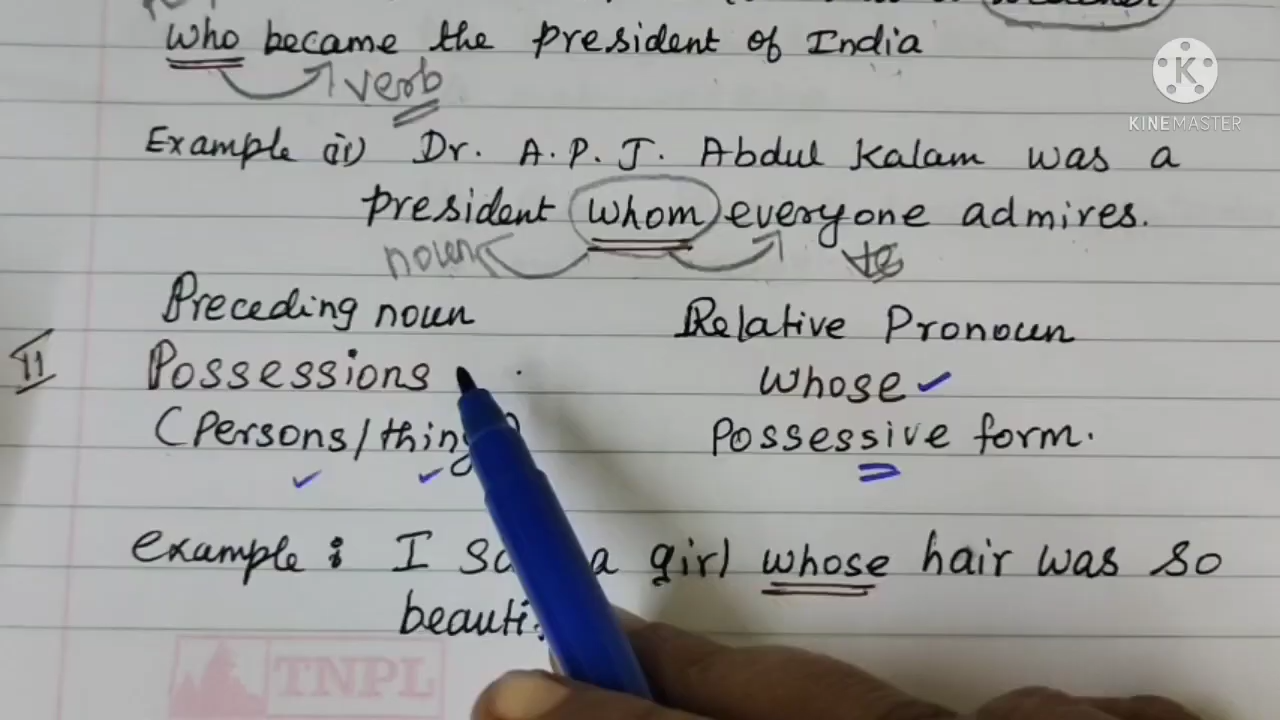 who became the president of India
verb
Example ii) Dr. A.P.J. Abdul Kalam was a
president whom everyone admires.
noun
Preceding noun Relative Pronoun
II Possessions Whose
(Persons/thing Possessive form.
example: I a girl whose hair was so
TNPL
KINEMASTER